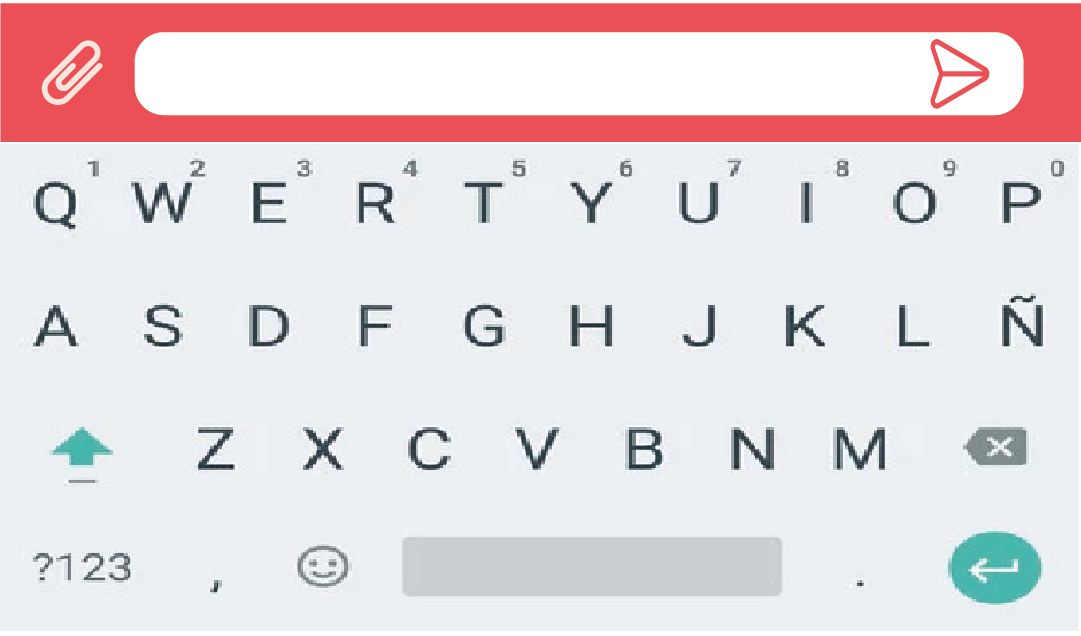 1 2 3 4 5 6 7 8 9 0
Q W E R T Y U I O P
A S D F G H J K L Ñ
Z X C V B N M
?123 , .